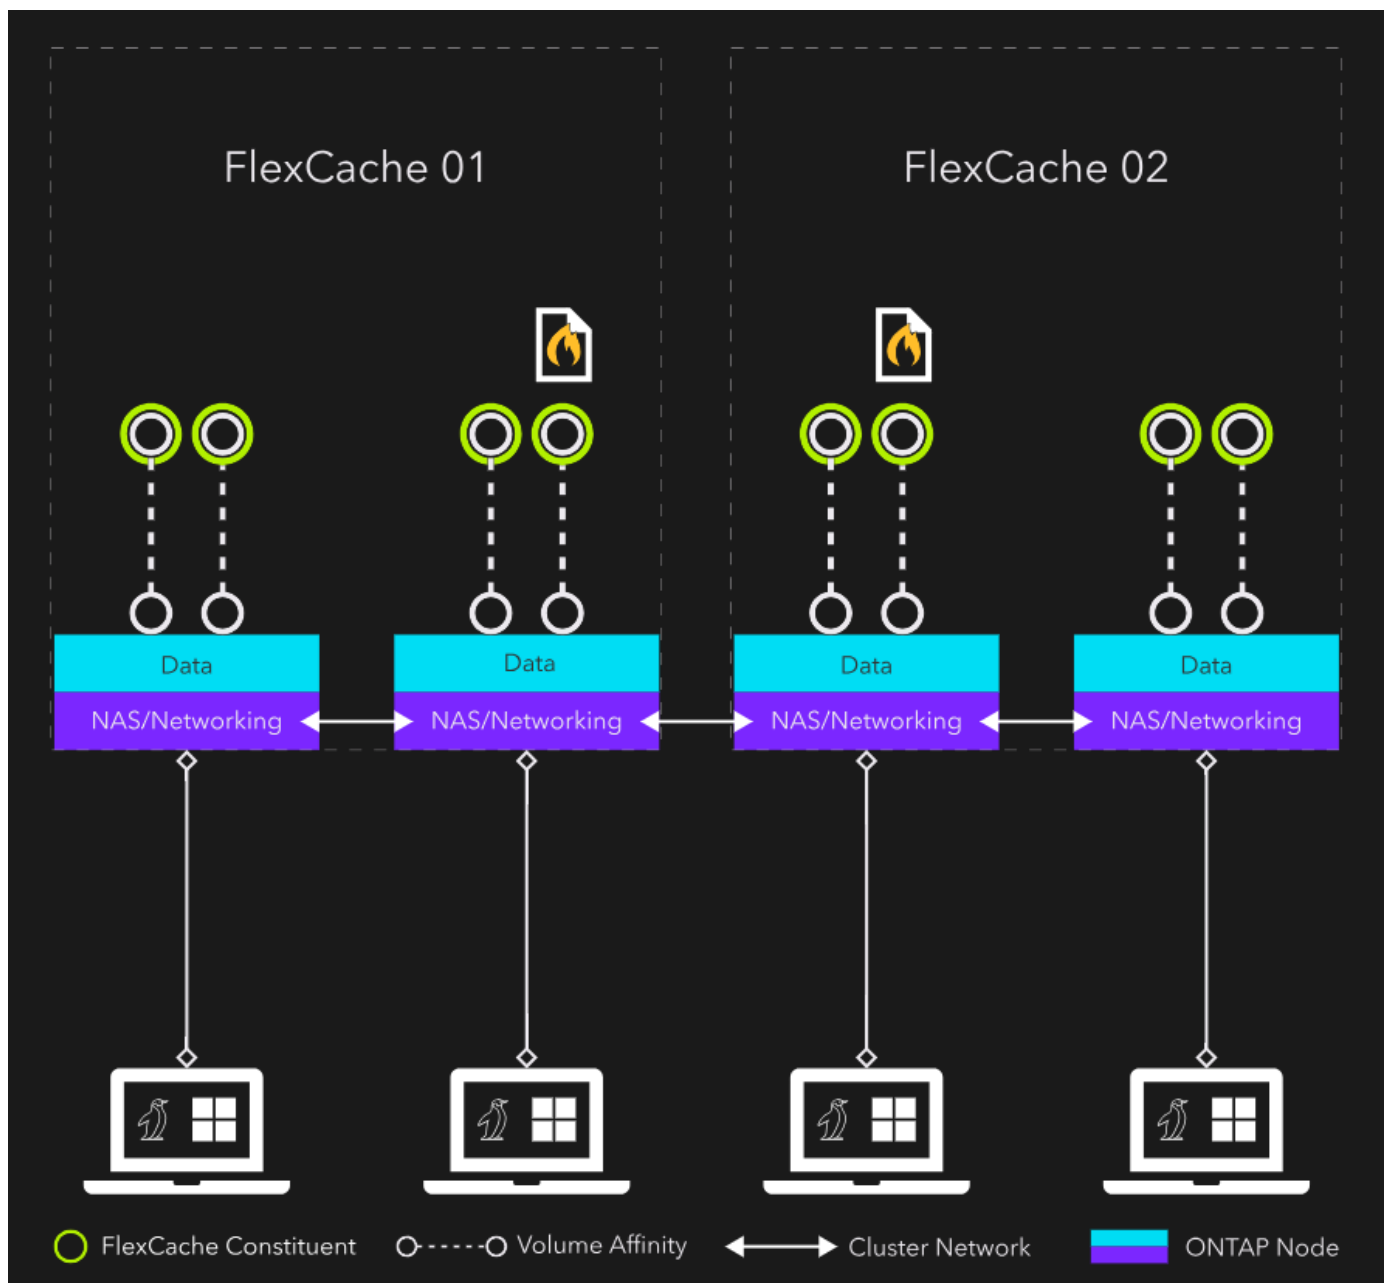 FlexCache 01
FlexCache 02
Data
Data
Data
Data
NAS/Networking
NAS/Networking
NAS/Networking
NAS/Networking
FlexCache Constituent
Volume Affinity
Cluster Network
ONTAP Node